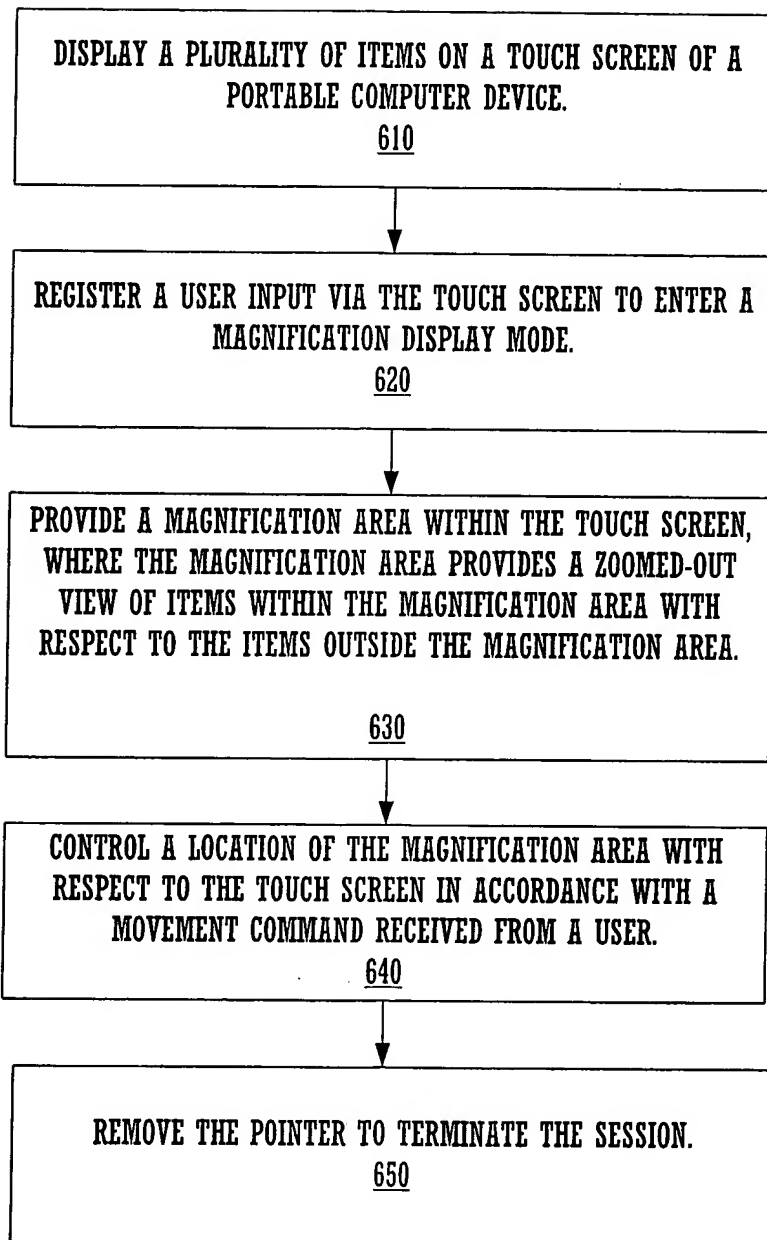 DISPLAY A PLURALITY OF ITEMS ON A TOUCH SCREEN OF A
PORTABLE COMPUTER DEVICE.
610
REGISTER A USER INPUT VIA THE TOUCH SCREEN TO ENTER A
MAGNIFICATION DISPLAY MODE.
620
PROVIDE A MAGNIFICATION AREA WITHIN THE TOUCH SCREEN,
WHERE THE MAGNIFICATION AREA PROVIDES A ZOOMED-OUT
VIEW OF ITEMS WITHIN THE MAGNIFICATION AREA WITH
RESPECT TO THE ITEMS OUTSIDE THE MAGNIFICATION AREA.
630
CONTROL A LOCATION OF THE MAGNIFICATION AREA WITH
RESPECT TO THE TOUCH SCREEN IN ACCORDANCE WITH A
MOVEMENT COMMAND RECEIVED FROM A USER.
640
REMOVE THE POINTER TO TERMINATE THE SESSION.
650